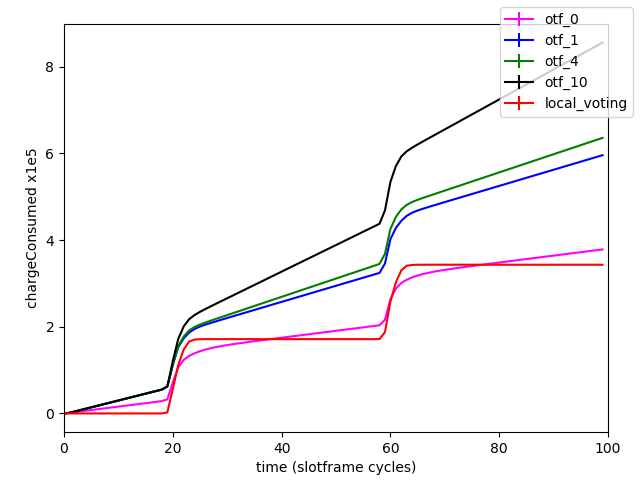 otf_0
otf_1
otf_4
otf_10
local_voting
chargeConsumed x1e5
8
6
4
2
0
0 20 40 60 80 100
time (slotframe cycles)